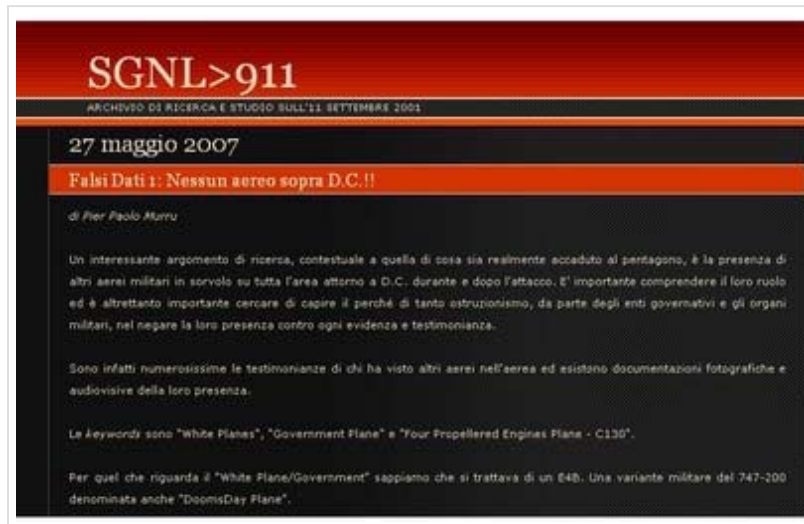 SGNL>911
ARCHIVIO DI RICERCA E STUDIO SULL'11 SETTEMBRE 2001
27 maggio 2007
Falsi Dati 1: Nessun aereo sopra D.C.!!
di Pier Paolo Murru
Un interessante argomento di ricerca, contestuale a quella di cosa sia realmente accaduto al pentagono, è la presenza di
altri aerei militari in sorvolo su tutta l'area attorno a D.C. durante e dopo l'attacco. E' importante comprendere il loro ruolo
ed è altrettanto importante cercare di capire il perché di tanto ostruzionismo, da parte degli enti governativi e gli organi
militari, nel negare la loro presenza contro ogni evidenza e testimonianza.
Sono infatti numerosissime le testimonianze di chi ha visto altri aerei nell'aerea ed esistono documentazioni fotografiche e
audiovisive della loro presenza.
Le keywords sono "White Planes", "Government Plane" e "Four Propellered Engines Plane - C130".
Per quel che riguarda il "White Plane/Government" sappiamo che si trattava di un E4B. Una variante militare del 747-200
denominata anche "DoomsDay Plane".